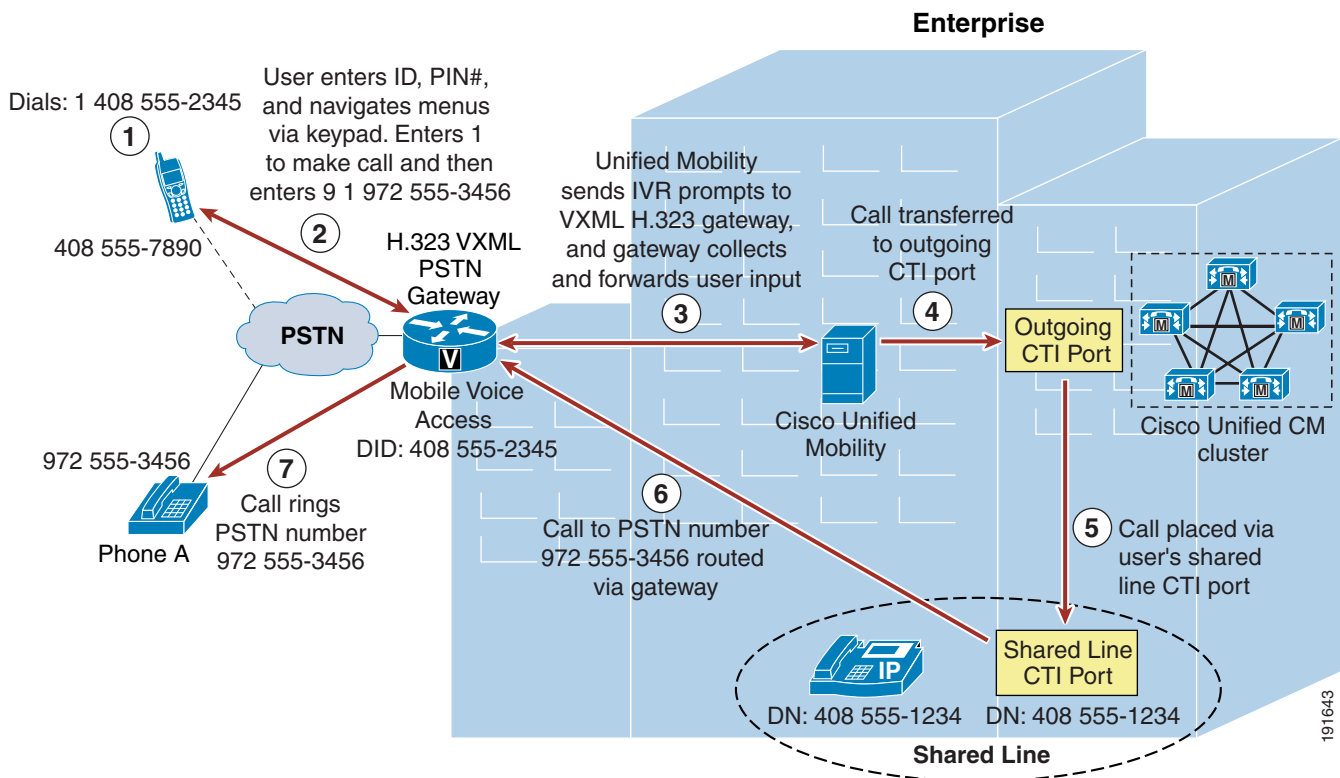 Enterprise
Dials: 1 408 555-2345
1
User enters ID, PIN#,
and navigates menus
via keypad. Enters 1
to make call and then
enters 9 1 972 555-3456
2
408 555-7890
H.323 VXML
PSTN
Gateway
PSTN
V
Mobile Voice
Access
DID: 408 555-2345
Unified Mobility
sends IVR prompts to
VXML H.323 gateway,
and gateway collects
and forwards user input
3
Cisco Unified
Mobility
Call transferred
to outgoing
CTI port
4
Outgoing
CTI Port
M
M
M
M
M
Cisco Unified CM
cluster
5
Call placed via
user's shared
line CTI port
6
Call to PSTN number
972 555-3456 routed
via gateway
972 555-3456
Phone A
7
Call rings
PSTN number
972 555-3456
IP
DN: 408 555-1234
Shared Line
CTI Port
DN: 408 555-1234
Shared Line
191643